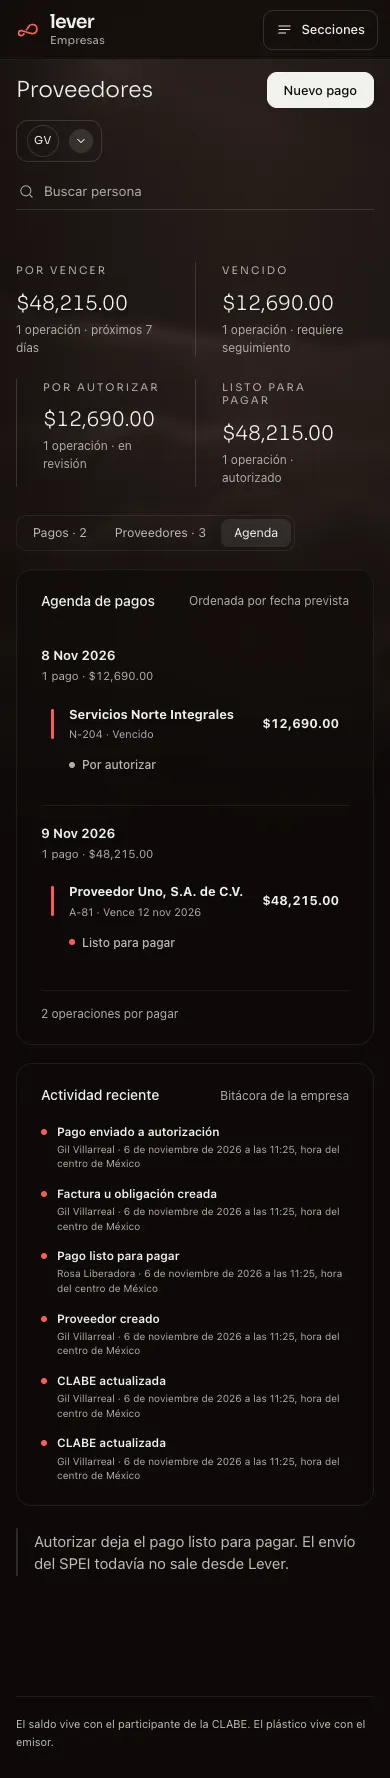 lever
Empresas
Secciones
Proveedores
Nuevo pago
GV
Buscar persona
POR VENCER
$48,215.00
1 operación · próximos 7
días
VENCIDO
$12,690.00
1 operación · requiere
seguimiento
POR AUTORIZAR
$12,690.00
1 operación · en
revisión
LISTO PARA
PAGAR
$48,215.00
1 operación ·
autorizado
Pagos · 2
Proveedores · 3
Agenda
Agenda de pagos
Ordenada por fecha prevista
8 Nov 2026
1 pago · $12,690.00
Servicios Norte Integrales
$12,690.00
N-204 · Vencido
Por autorizar
9 Nov 2026
1 pago · $48,215.00
Proveedor Uno, S.A. de C.V.
$48,215.00
A-81 · Vence 12 nov 2026
Listo para pagar
2 operaciones por pagar
Actividad reciente
Bitácora de la empresa
Pago enviado a autorización
Gil Villarreal · 6 de noviembre de 2026 a las 11:25, hora del
centro de México
Factura u obligación creada
Gil Villarreal · 6 de noviembre de 2026 a las 11:25, hora del
centro de México
Pago listo para pagar
Rosa Liberadora · 6 de noviembre de 2026 a las 11:25, hora
del centro de México
Proveedor creado
Gil Villarreal · 6 de noviembre de 2026 a las 11:25, hora del
centro de México
CLABE actualizada
Gil Villarreal · 6 de noviembre de 2026 a las 11:25, hora del
centro de México
CLABE actualizada
Gil Villarreal · 6 de noviembre de 2026 a las 11:25, hora del
centro de México
Autorizar deja el pago listo para pagar. El envío
del SPEI todavía no sale desde Lever.
El saldo vive con el participante de la CLABE. El plástico vive con el
emisor.